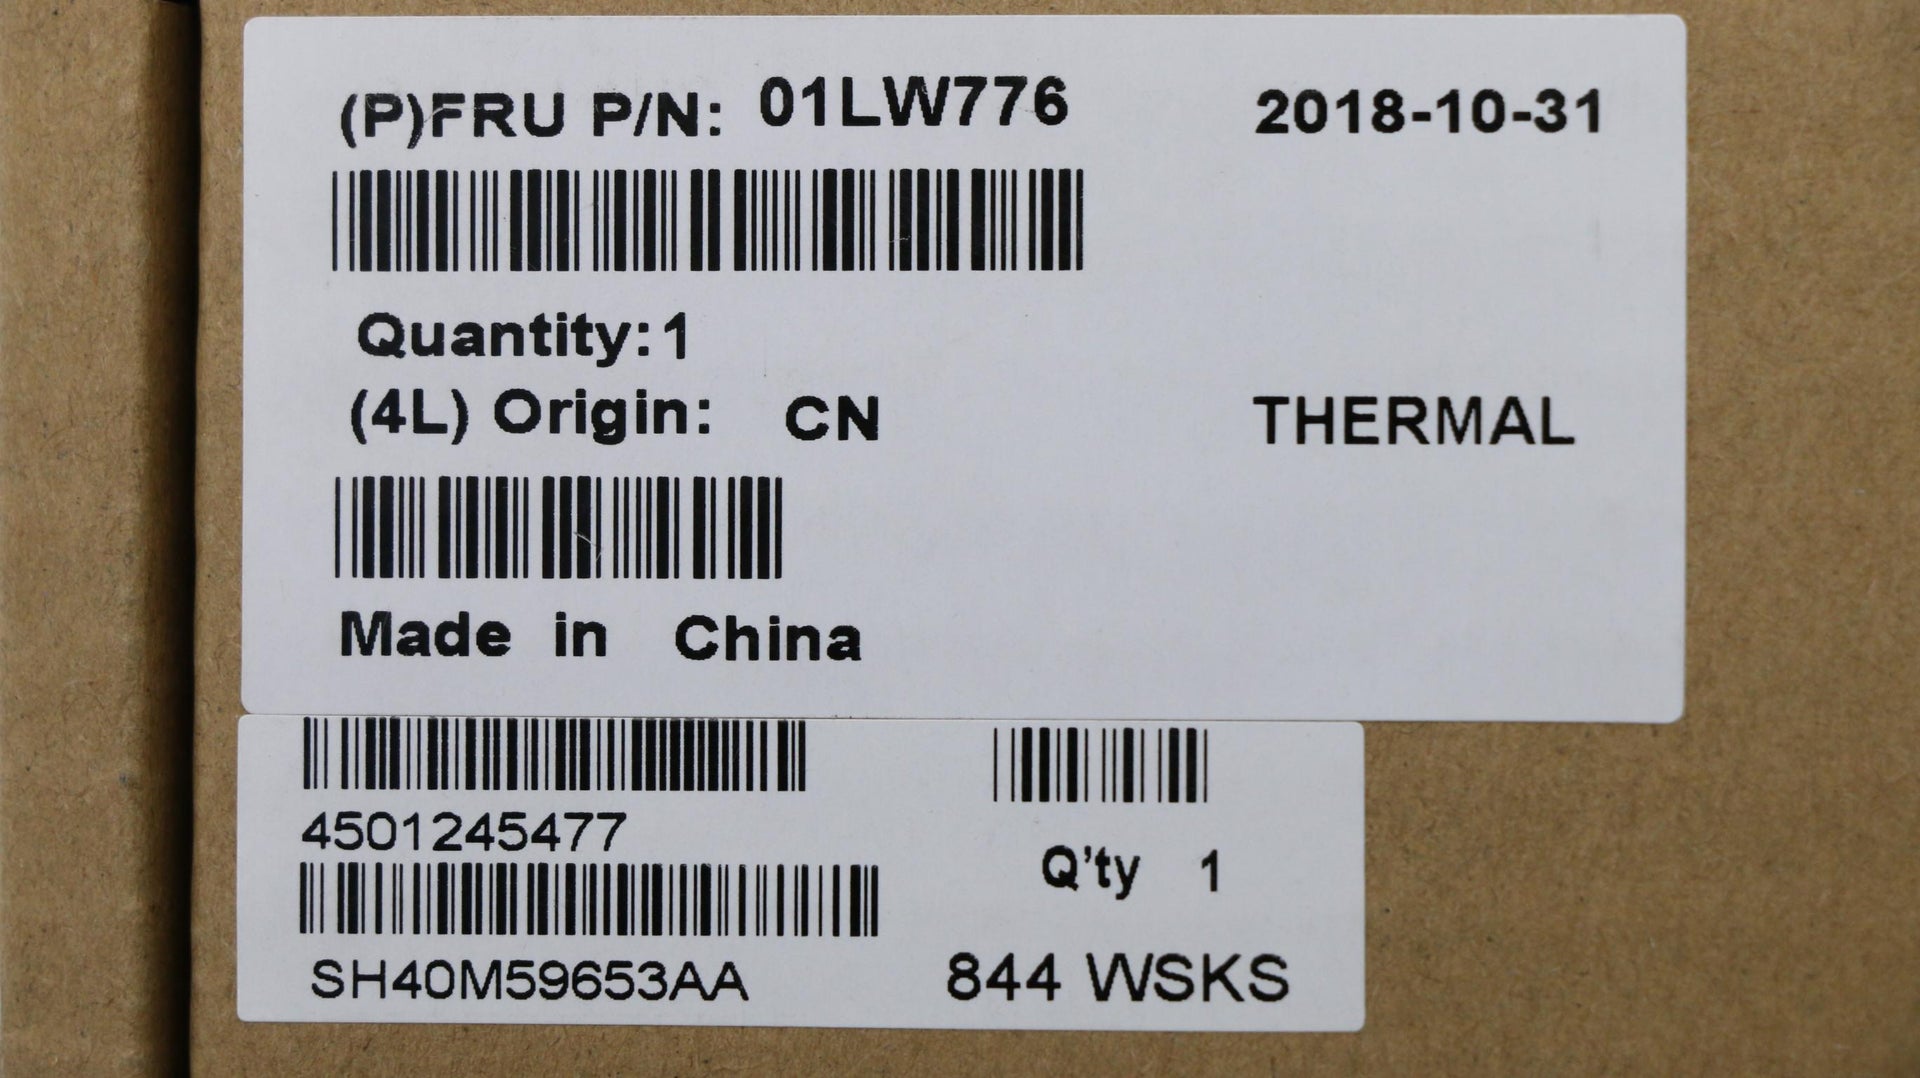 (P)FRU P/N: 01LW776 2018-10-31
Quantity:1
(4L) Origin: CN THERMAL
Made in China
4501245477
Q'ty 1
SH40M59653AA 844 WSKS